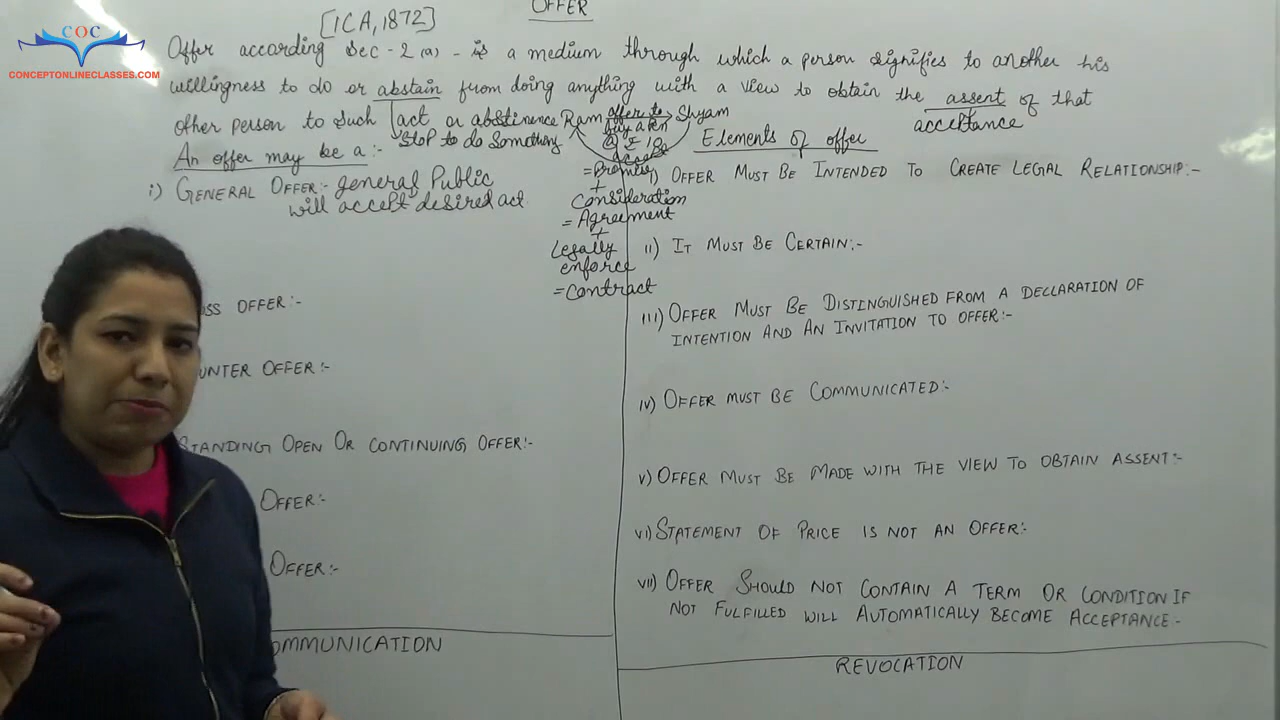 COC
CONCEPTONLINECLASSES.COM
OFFER
[ICA, 1872]
Offer according Sec - 2 (a) - is a medium through which a person signifies to another his
willingness to do or abstain from doing anything with a view to obtain the assent of that
other person to such act or abstinence
acceptance
Stop to do Something
Ram offer to Shyam
buy a pen
@ ₹ 10
accept
= Promise
+
Consideration
= Agreement
+
Legally
enforce
= Contract
An offer may be a :-
i) GENERAL OFFER:- general Public
will accept desired act
OSS OFFER:-
UNTER OFFER:-
STANDING, OPEN OR CONTINUING OFFER:-
OFFER:-
OFFER:-
OMMUNICATION
Elements of offer
I) OFFER MUST BE INTENDED TO CREATE LEGAL RELATIONSHIP:-
II) IT MUST BE CERTAIN:-
III) OFFER MUST BE DISTINGUISHED FROM A DECLARATION OF
INTENTION AND AN INVITATION TO OFFER:-
IV) OFFER MUST BE COMMUNICATED:-
V) OFFER MUST BE MADE WITH THE VIEW TO OBTAIN ASSENT:-
VI) STATEMENT OF PRICE IS NOT AN OFFER:-
VII) OFFER SHOULD NOT CONTAIN A TERM OR CONDITION IF
NOT FULFILLED WILL AUTOMATICALLY BECOME ACCEPTANCE -
REVOCATION